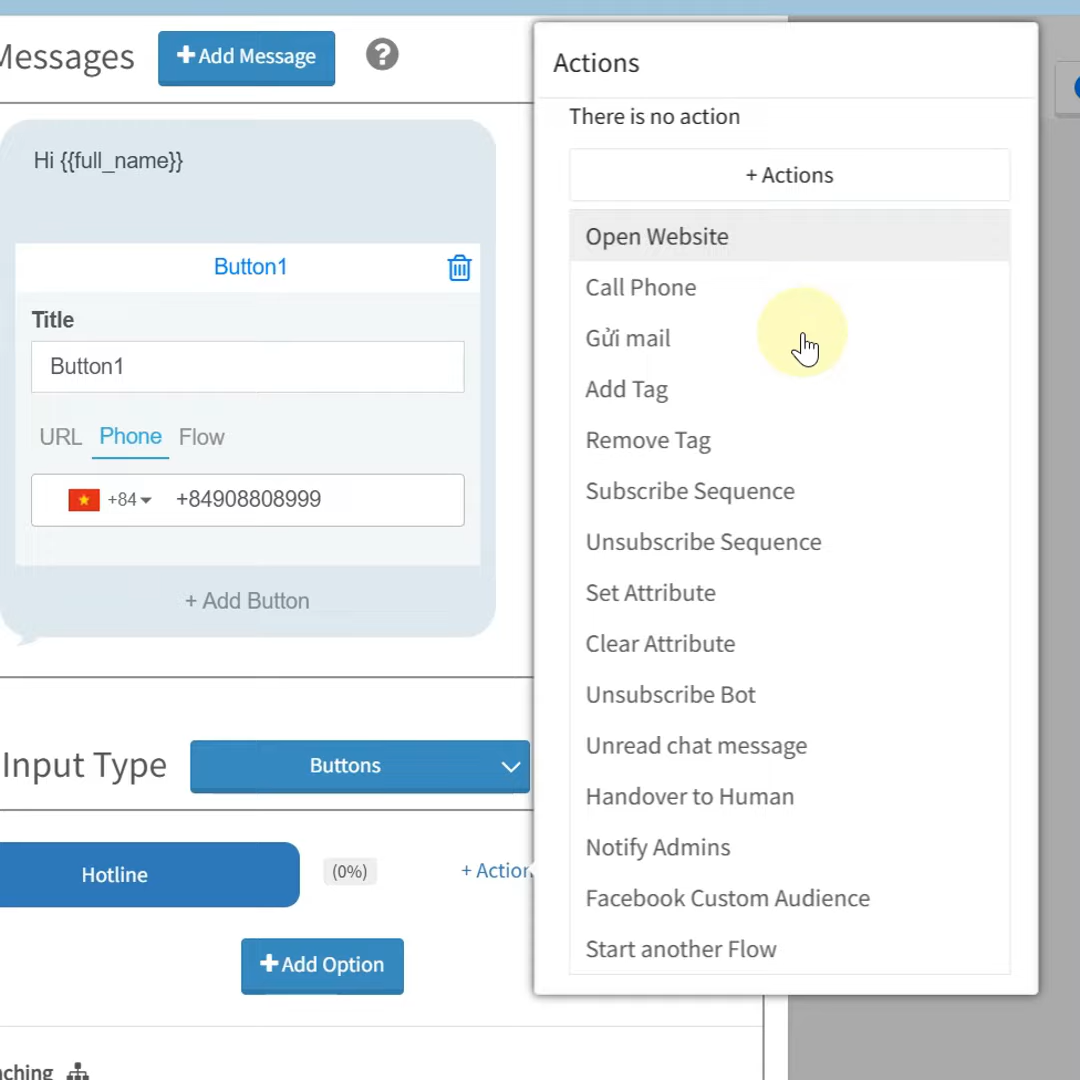 Messages
Add Message
?
Hi {{full_name}}
Button1
Title
Button1
URL Phone Flow
+84 +84908808999
+ Add Button
Input Type
Buttons
Hotline
(0%)
+ Action
Add Option
Actions
There is no action
+ Actions
Open Website
Call Phone
Gửi mail
Add Tag
Remove Tag
Subscribe Sequence
Unsubscribe Sequence
Set Attribute
Clear Attribute
Unsubscribe Bot
Unread chat message
Handover to Human
Notify Admins
Facebook Custom Audience
Start another Flow